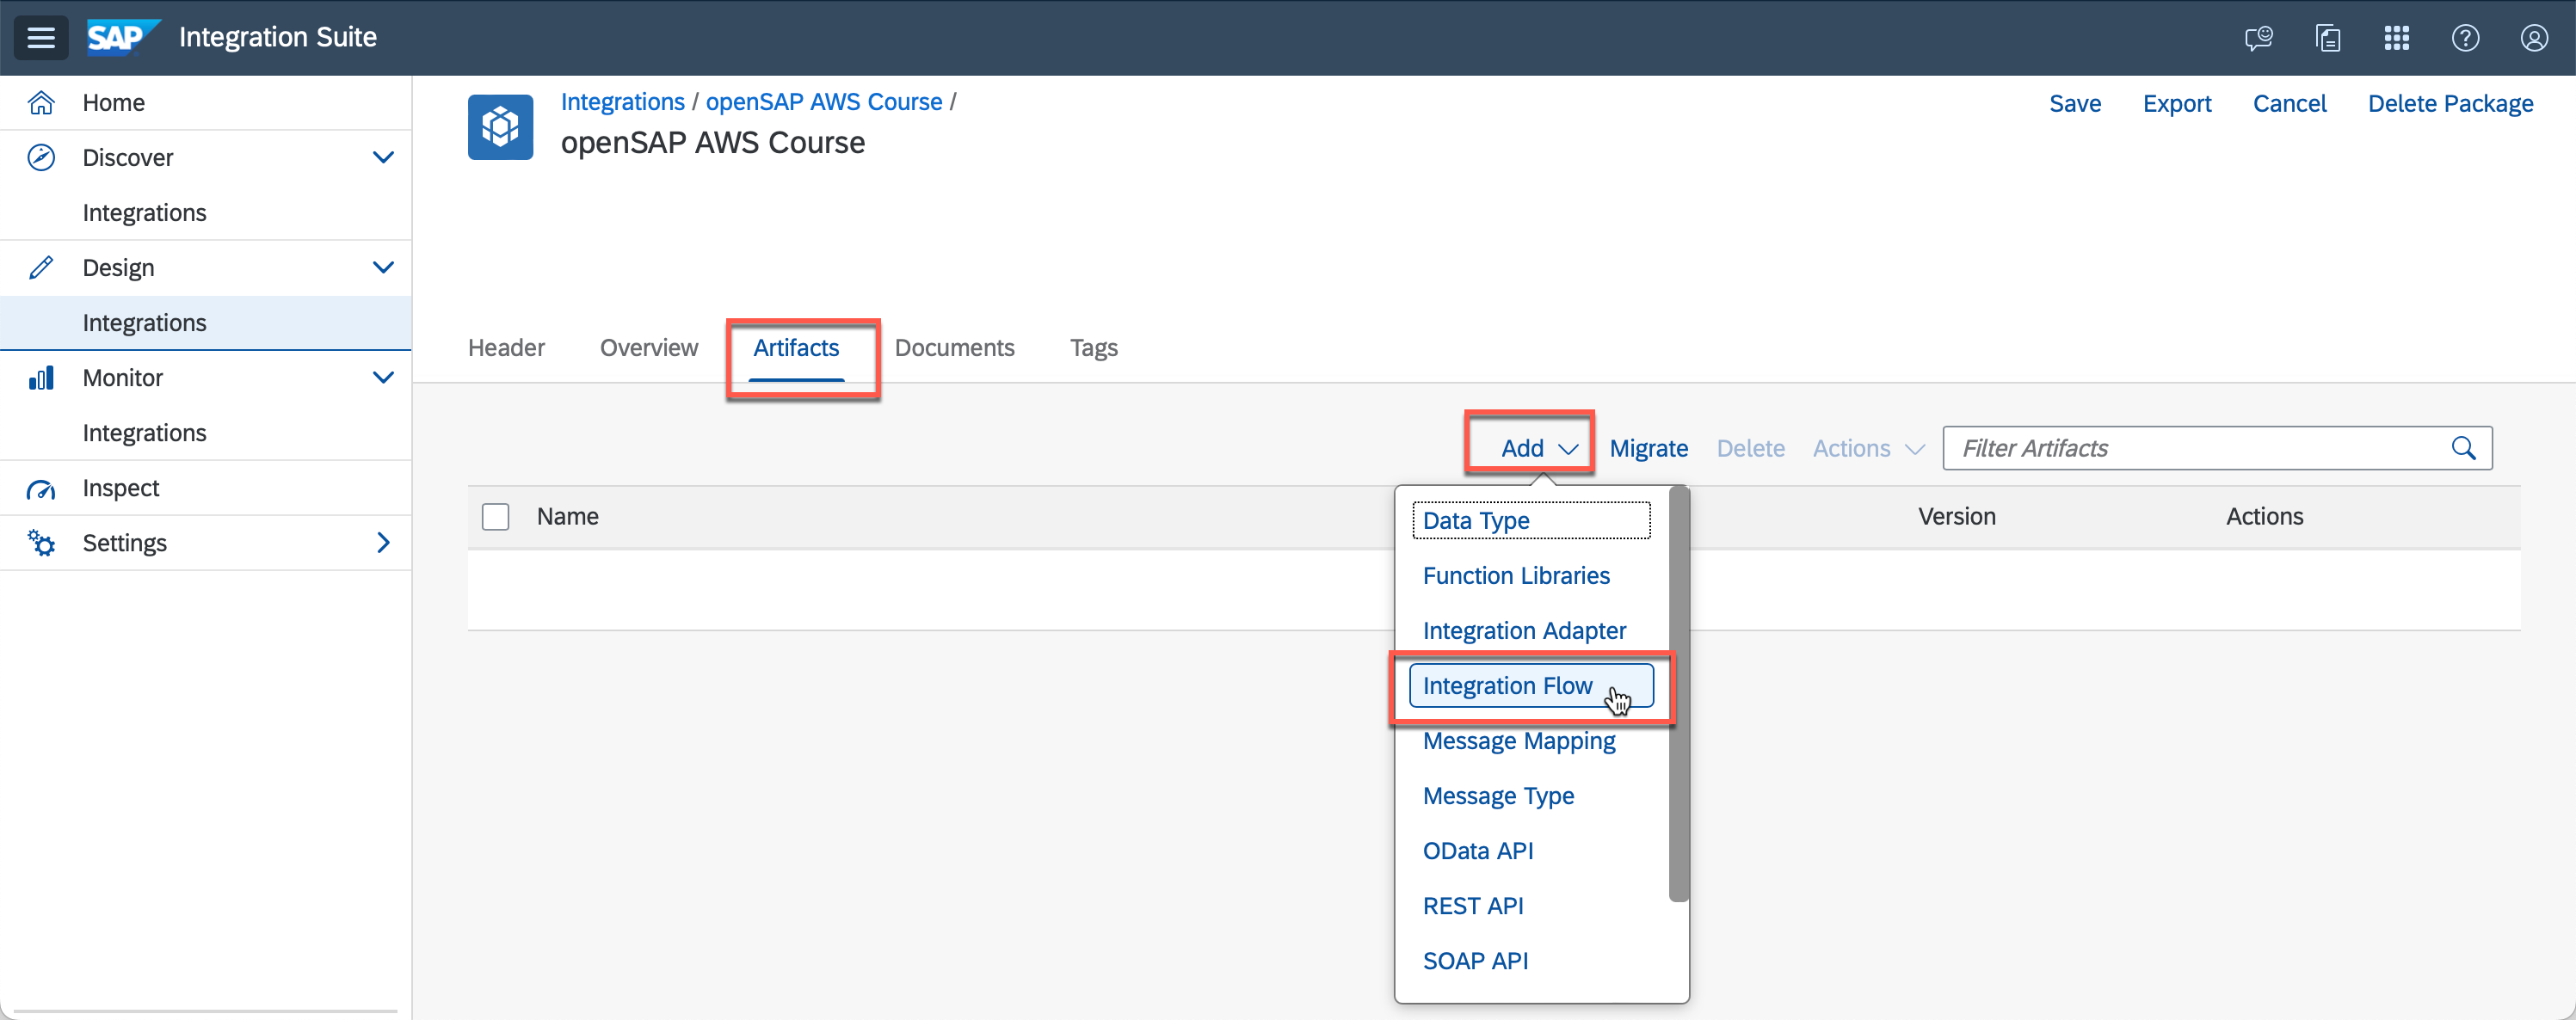 SAP Integration Suite
Home
Discover
Integrations
Design
Integrations
Monitor
Integrations
Inspect
Settings
Integrations / openSAP AWS Course /
openSAP AWS Course
Save Export Cancel Delete Package
Header Overview Artifacts Documents Tags
Add Migrate Delete Actions Filter Artifacts
Name Version Actions
Data Type
Function Libraries
Integration Adapter
Integration Flow
Message Mapping
Message Type
OData API
REST API
SOAP API